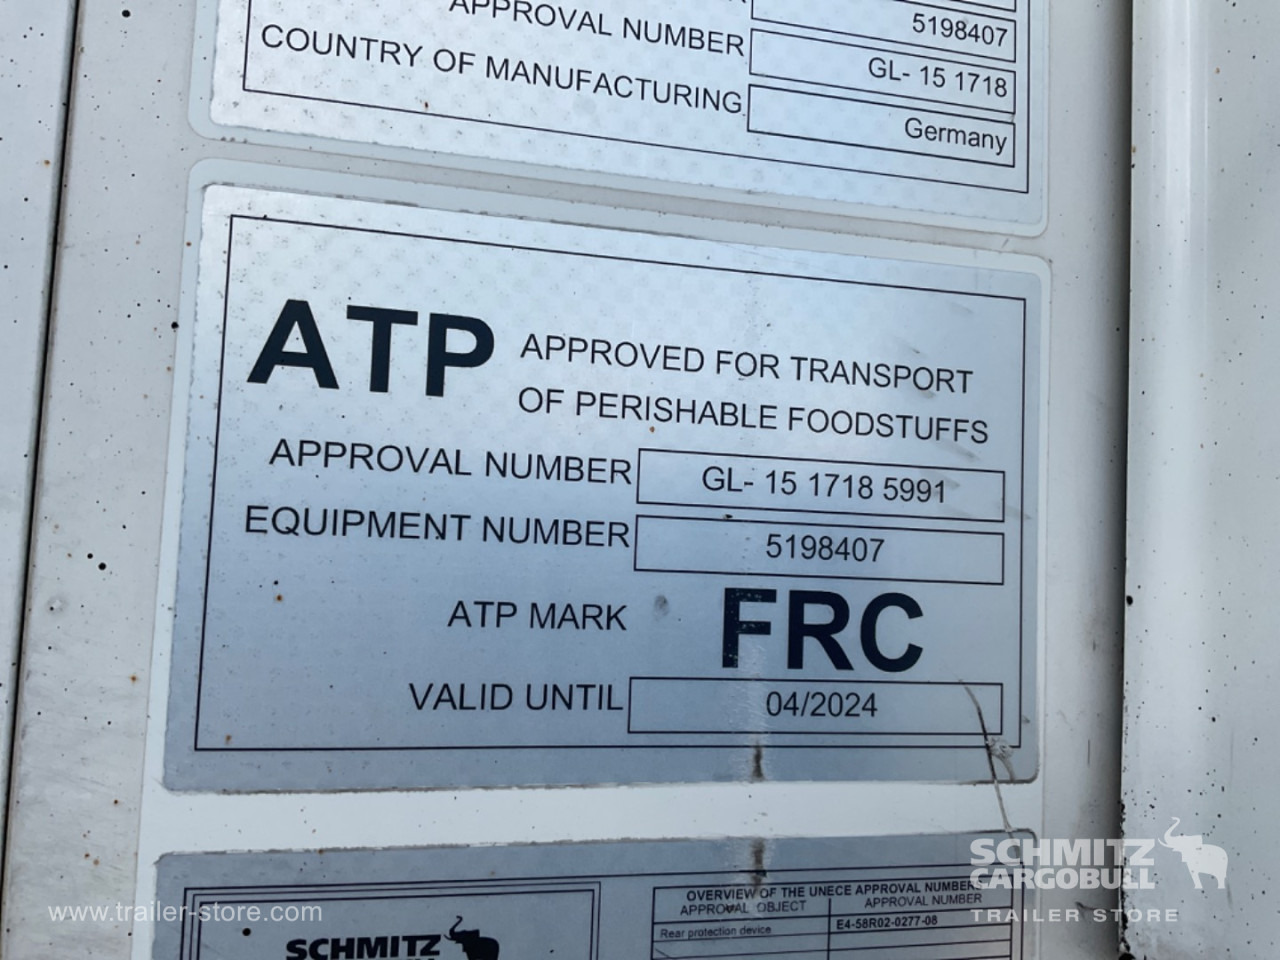 5198407
APPROVAL NUMBER GL- 15 1718
COUNTRY OF MANUFACTURING Germany
ATP APPROVED FOR TRANSPORT
OF PERISHABLE FOODSTUFFS
APPROVAL NUMBER GL- 15 1718 5991
EQUIPMENT NUMBER 5198407
ATP MARK FRC
VALID UNTIL 04/2024
SCHMITZ
OVERVIEW OF THE UNECE APPROVAL NUMBERS
APPROVAL OBJECT APPROVAL NUMBER
Rear protection device E4-58R02-0277-08
www.trailer-store.com
SCHMITZ
CARGOBULL
TRAILER STORE